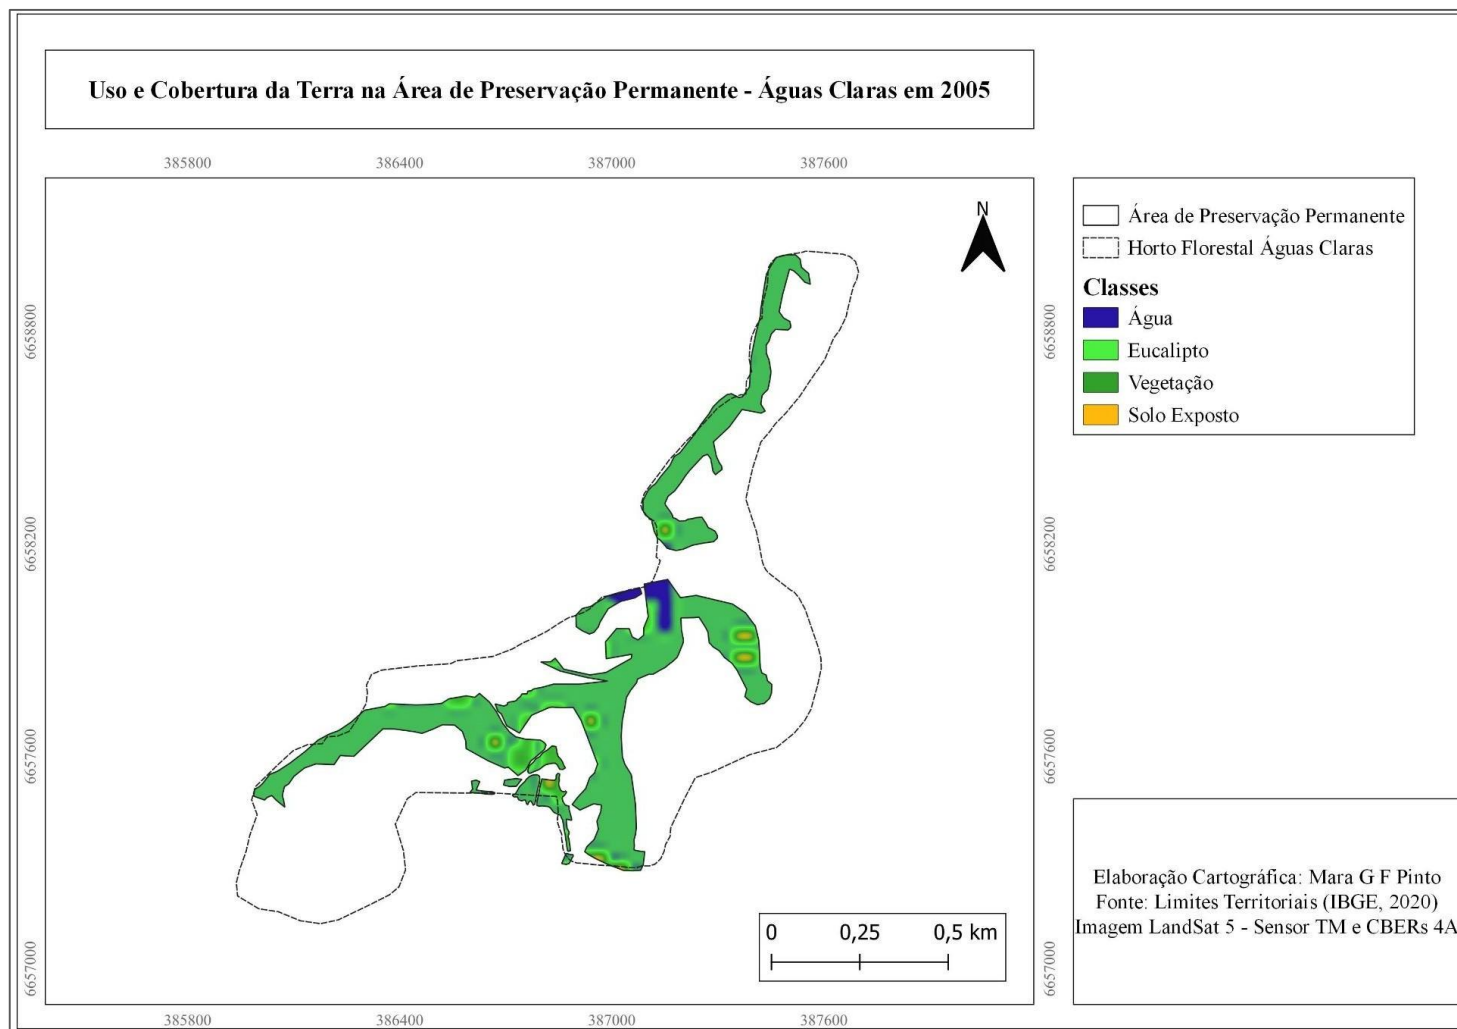 Uso e Cobertura da Terra na Área de Preservação Permanente - Águas Claras em 2005
385800 386400 387000 387600
N
6658800
6658200
6657600
6657000
6658800
6658200
6657600
6657000
Área de Preservação Permanente
Horto Florestal Águas Claras
Classes
Água
Eucalipto
Vegetação
Solo Exposto
0 0,25 0,5 km
385800 386400 387000 387600
Elaboração Cartográfica: Mara G F Pinto
Fonte: Limites Territoriais (IBGE, 2020)
Imagem LandSat 5 - Sensor TM e CBERs 4A